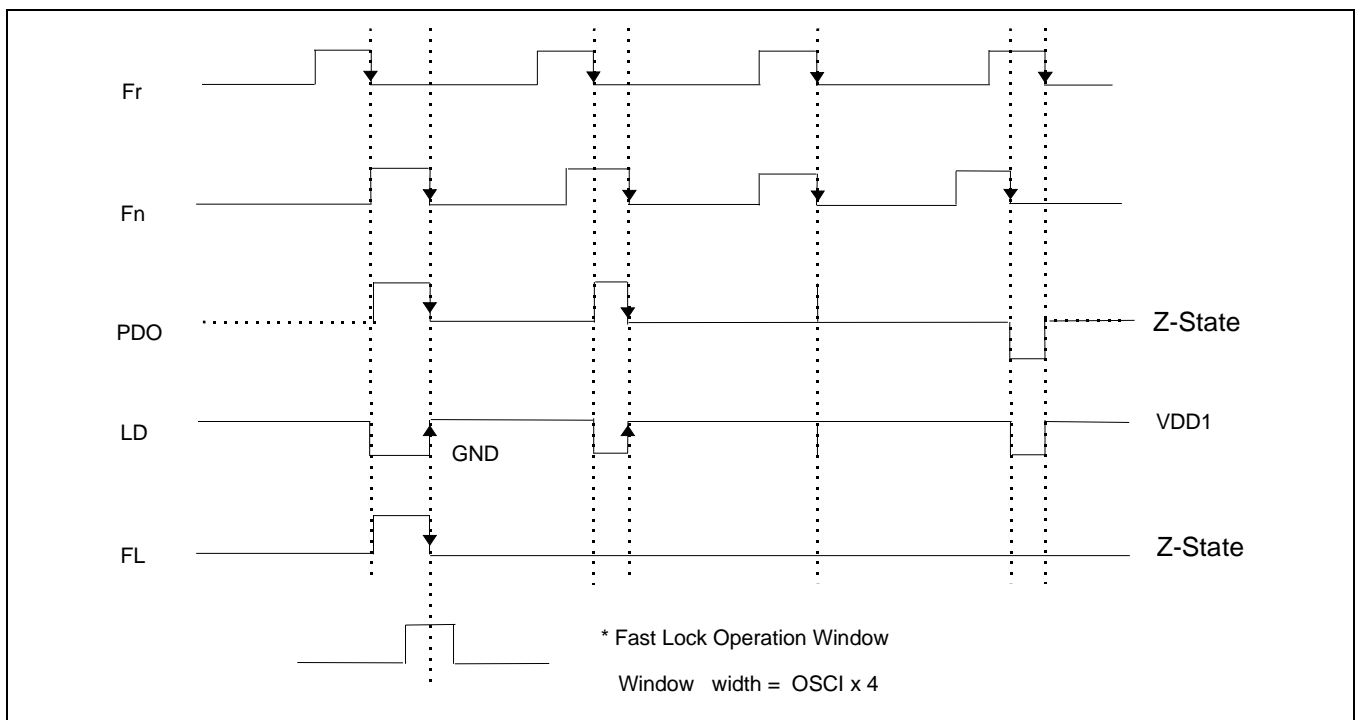 Fr
Fn
PDO
Z-State
LD
GND
VDD1
FL
Z-State
* Fast Lock Operation Window
Window width = OSCI x 4